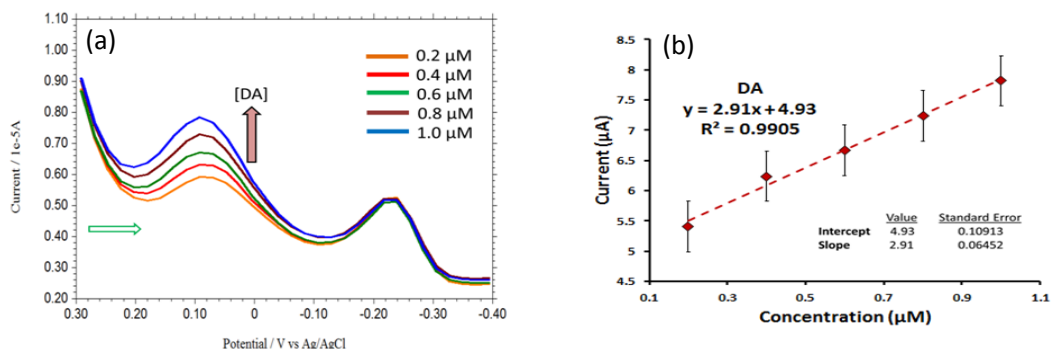 (a)
Current / 1e-5A
1.10
1.00
0.90
0.80
0.70
0.60
0.50
0.40
0.30
0.20
0.30
0.20
0.10
0
-0.10
-0.20
-0.30
-0.40
Potential / V vs Ag/AgCl
[DA]
0.2 µM
0.4 µM
0.6 µM
0.8 µM
1.0 µM
(b)
Current (µA)
8.5
8
7.5
7
6.5
6
5.5
5
4.5
0.1
0.3
0.5
0.7
0.9
1.1
Concentration (µM)
DA
y = 2.91x + 4.93
R² = 0.9905
Value Standard Error
Intercept 4.93 0.10913
Slope 2.91 0.06452